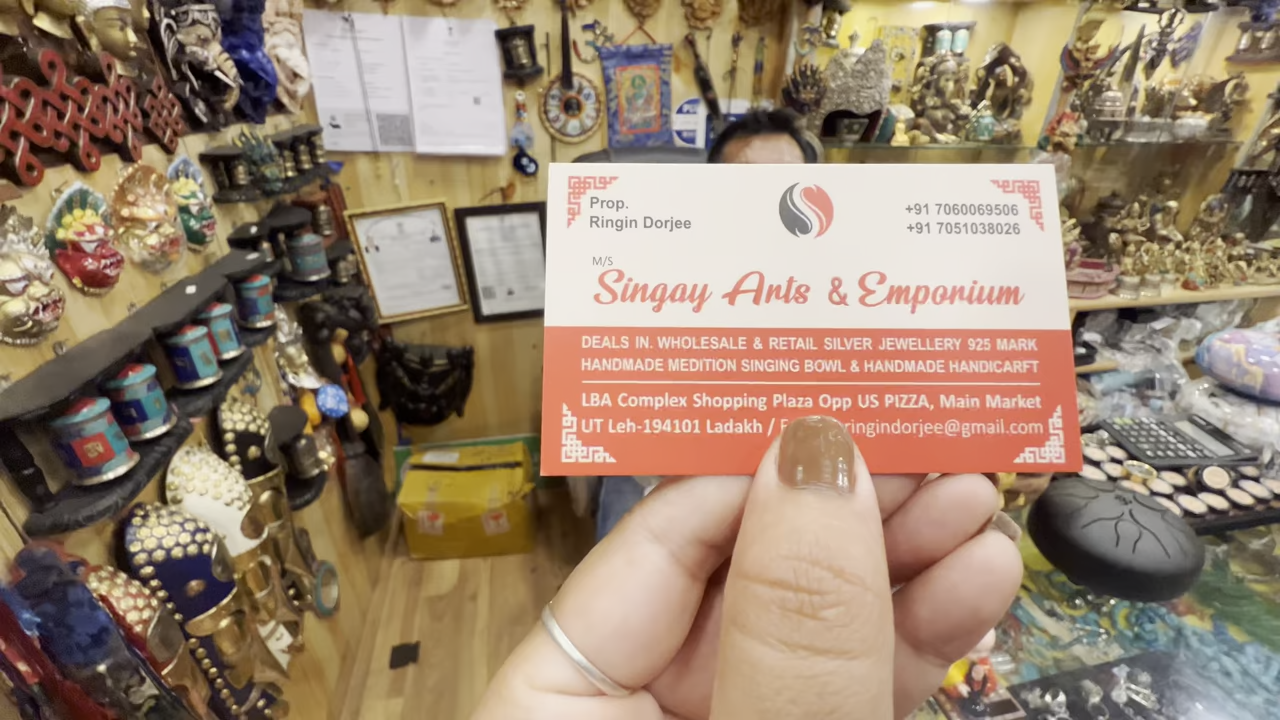 Prop.
Ringin Dorjee
+91 7060069506
+91 7051038026
M/S
Singay Arts & Emporium
DEALS IN. WHOLESALE & RETAIL SILVER JEWELLERY 925 MARK
HANDMADE MEDITION SINGING BOWL & HANDMADE HANDICARFT
LBA Complex Shopping Plaza Opp US PIZZA, Main Market
UT Leh-194101 Ladakh / ringindorjee@gmail.com